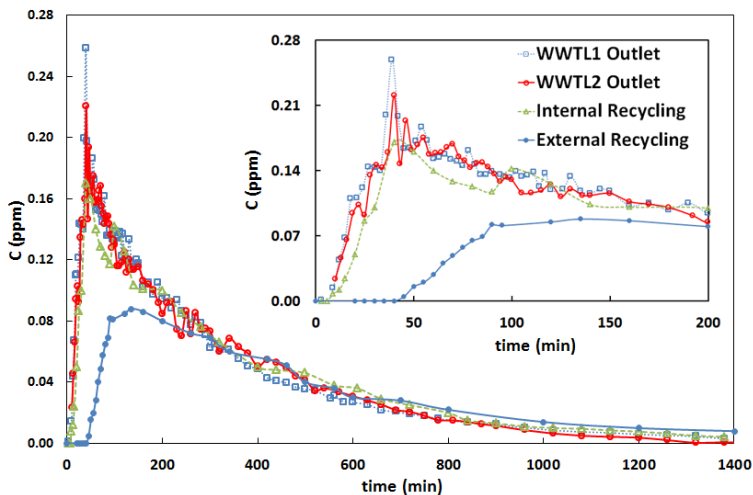 0.28
0.24
0.20
0.16
0.12
0.08
0.04
0.00
C (ppm)
0 200 400 600 800 1000 1200 1400
time (min)
0.28
0.21
0.14
0.07
0.00
C (ppm)
0 50 100 150 200
time (min)
WWTL1 Outlet
WWTL2 Outlet
Internal Recycling
External Recycling